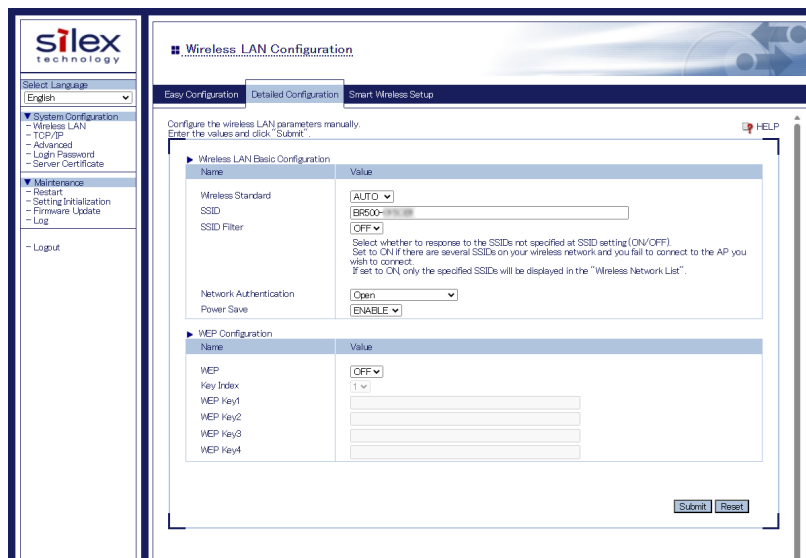 silex
technology
Select Language
English
▼ System Configuration
- Wireless LAN
- TCP/IP
- Advanced
- Login Password
- Server Certificate
▼ Maintenance
- Restart
- Setting Initialization
- Firmware Update
- Log
- Logout
Wireless LAN Configuration
Easy Configuration Detailed Configuration Smart Wireless Setup
Configure the wireless LAN parameters manually.
Enter the values and click "Submit".
HELP
Wireless LAN Basic Configuration
Name Value
Wireless Standard AUTO
SSID BR500-
SSID Filter OFF
Select whether to response to the SSIDs not specified at SSID setting (ON/OFF).
Set to ON if there are several SSIDs on your wireless network and you fail to connect to the AP you
wish to connect.
If set to ON, only the specified SSIDs will be displayed in the "Wireless Network List".
Network Authentication Open
Power Save ENABLE
WEP Configuration
Name Value
WEP OFF
Key Index 1
WEP Key1
WEP Key2
WEP Key3
WEP Key4
Submit Reset